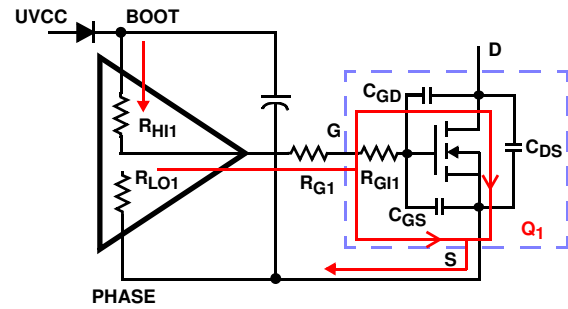 UVCC
BOOT
D
CGD
RHI1
G
CDS
RLO1
RG1
RGI1
CGS
Q1
S
PHASE